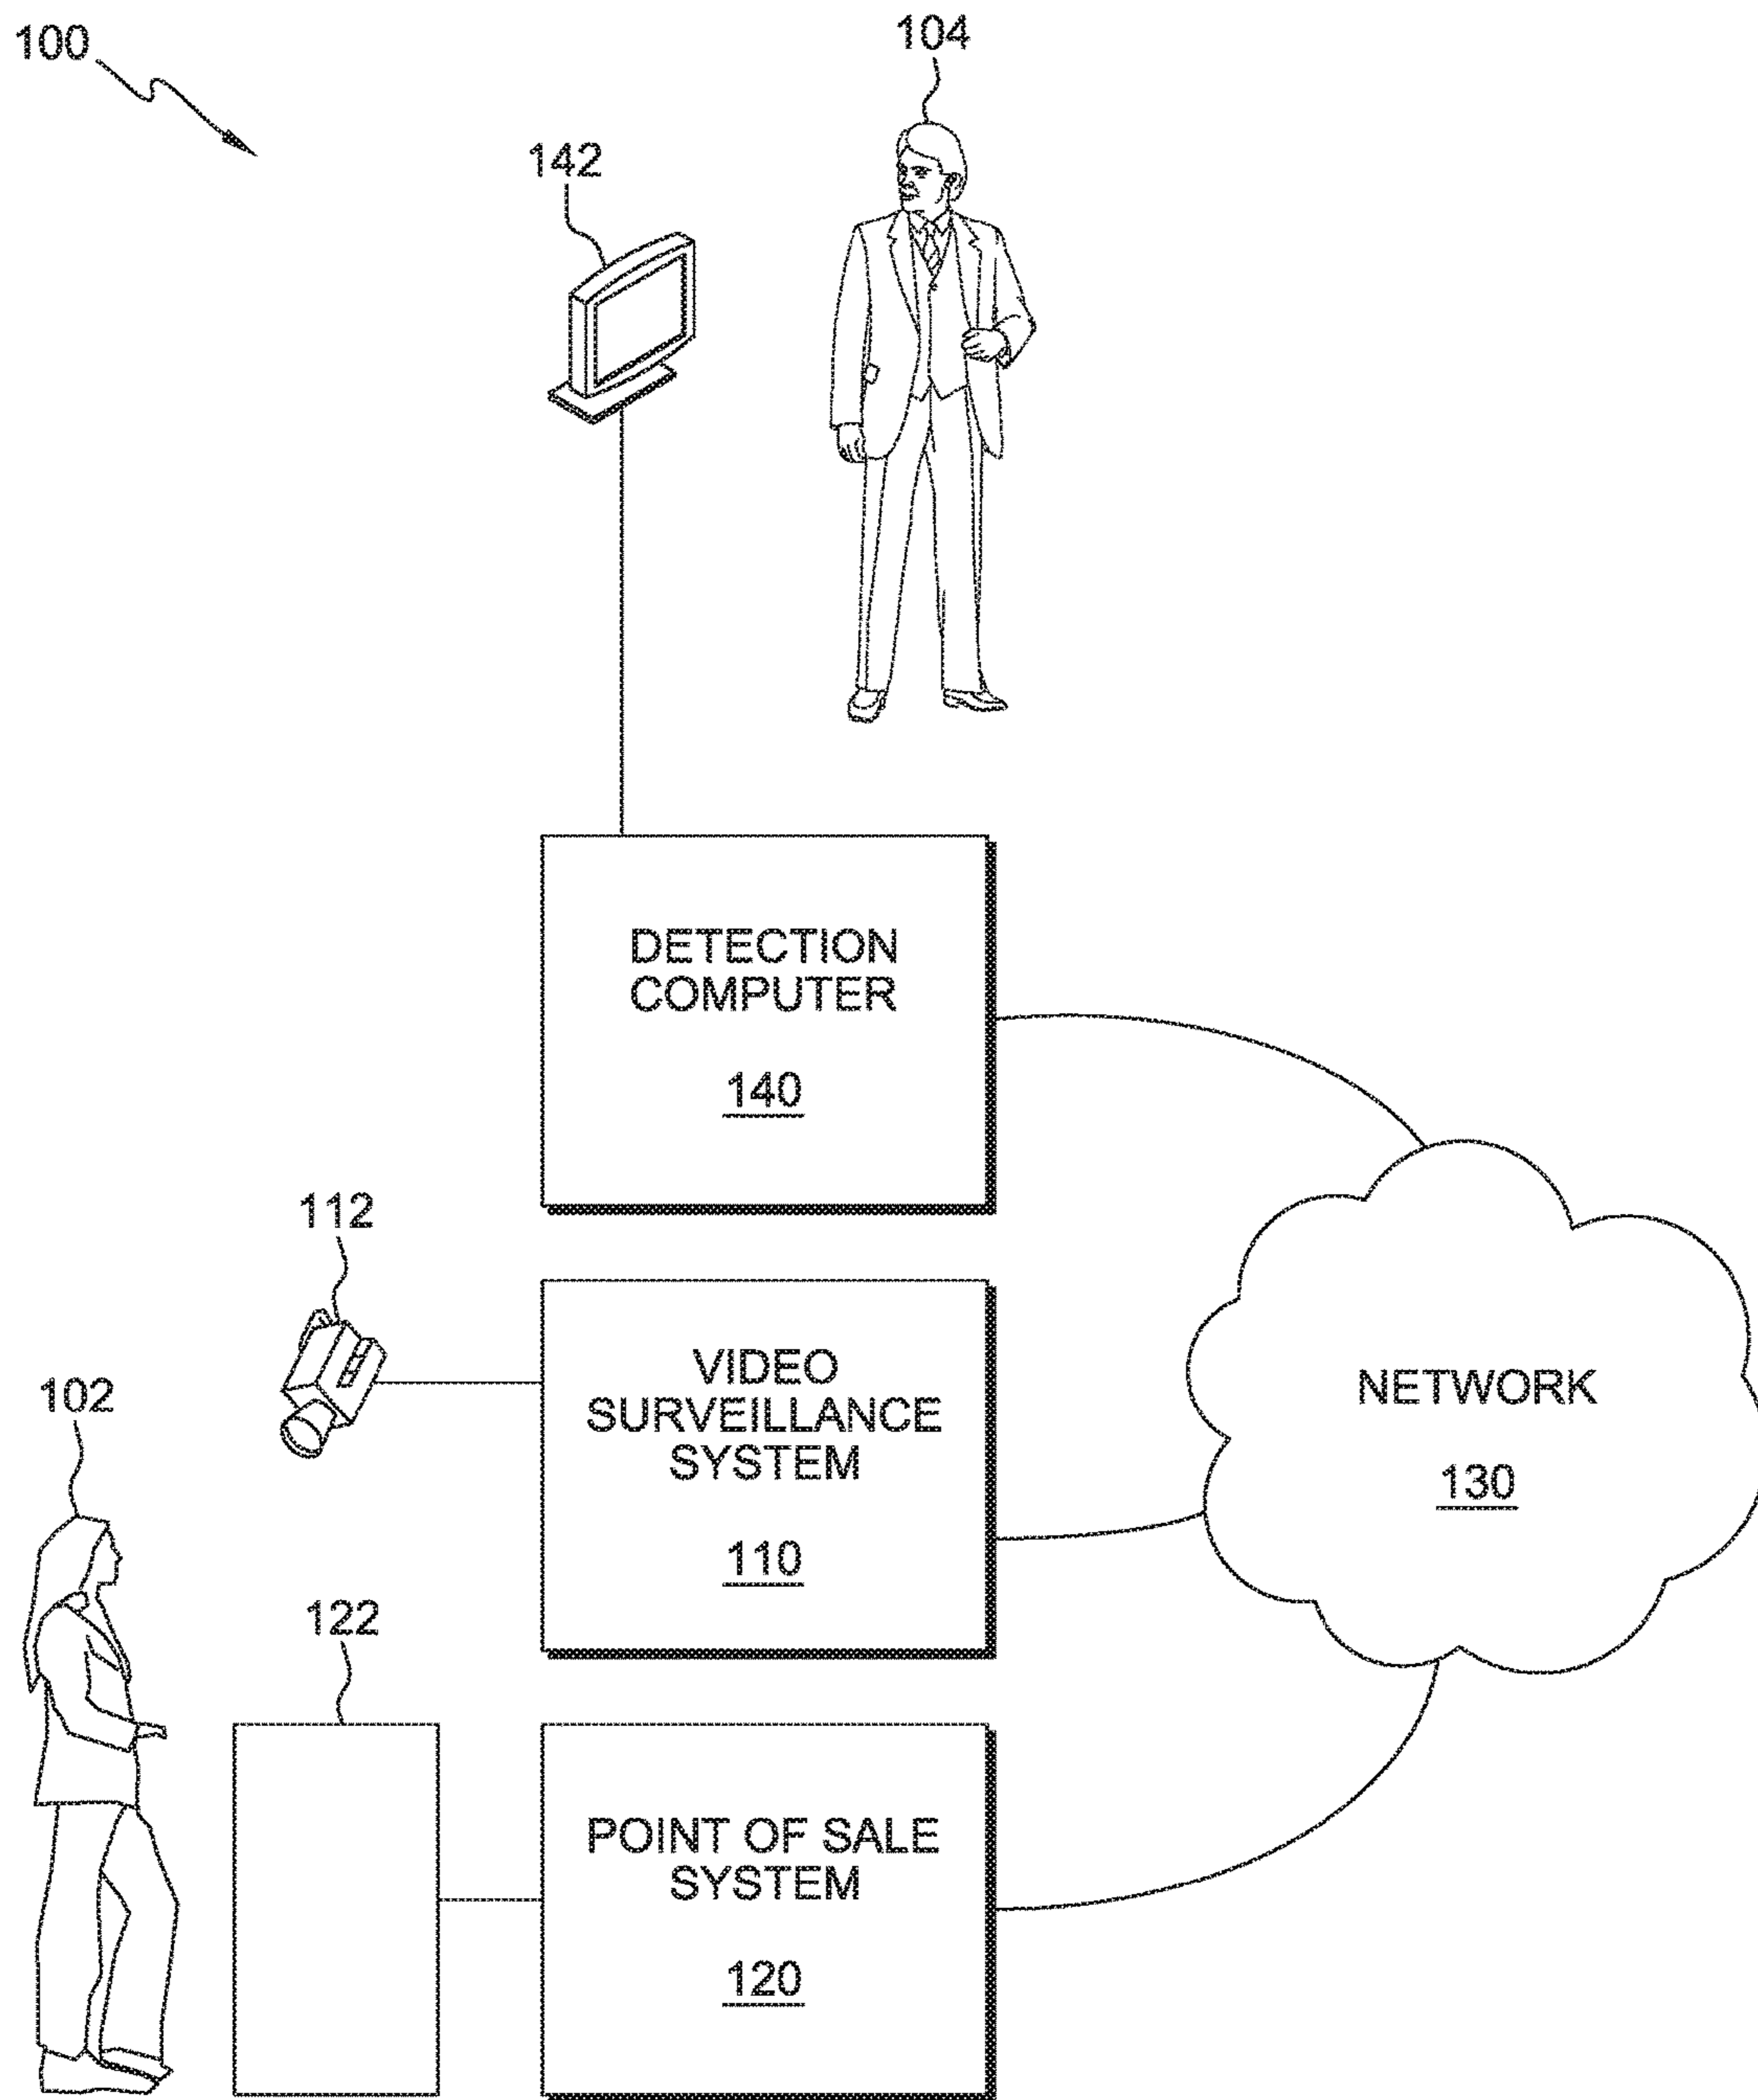 100
104
142
DETECTION
COMPUTER
140
112
VIDEO
SURVEILLANCE
SYSTEM
110
NETWORK
130
102
122
POINT OF SALE
SYSTEM
120